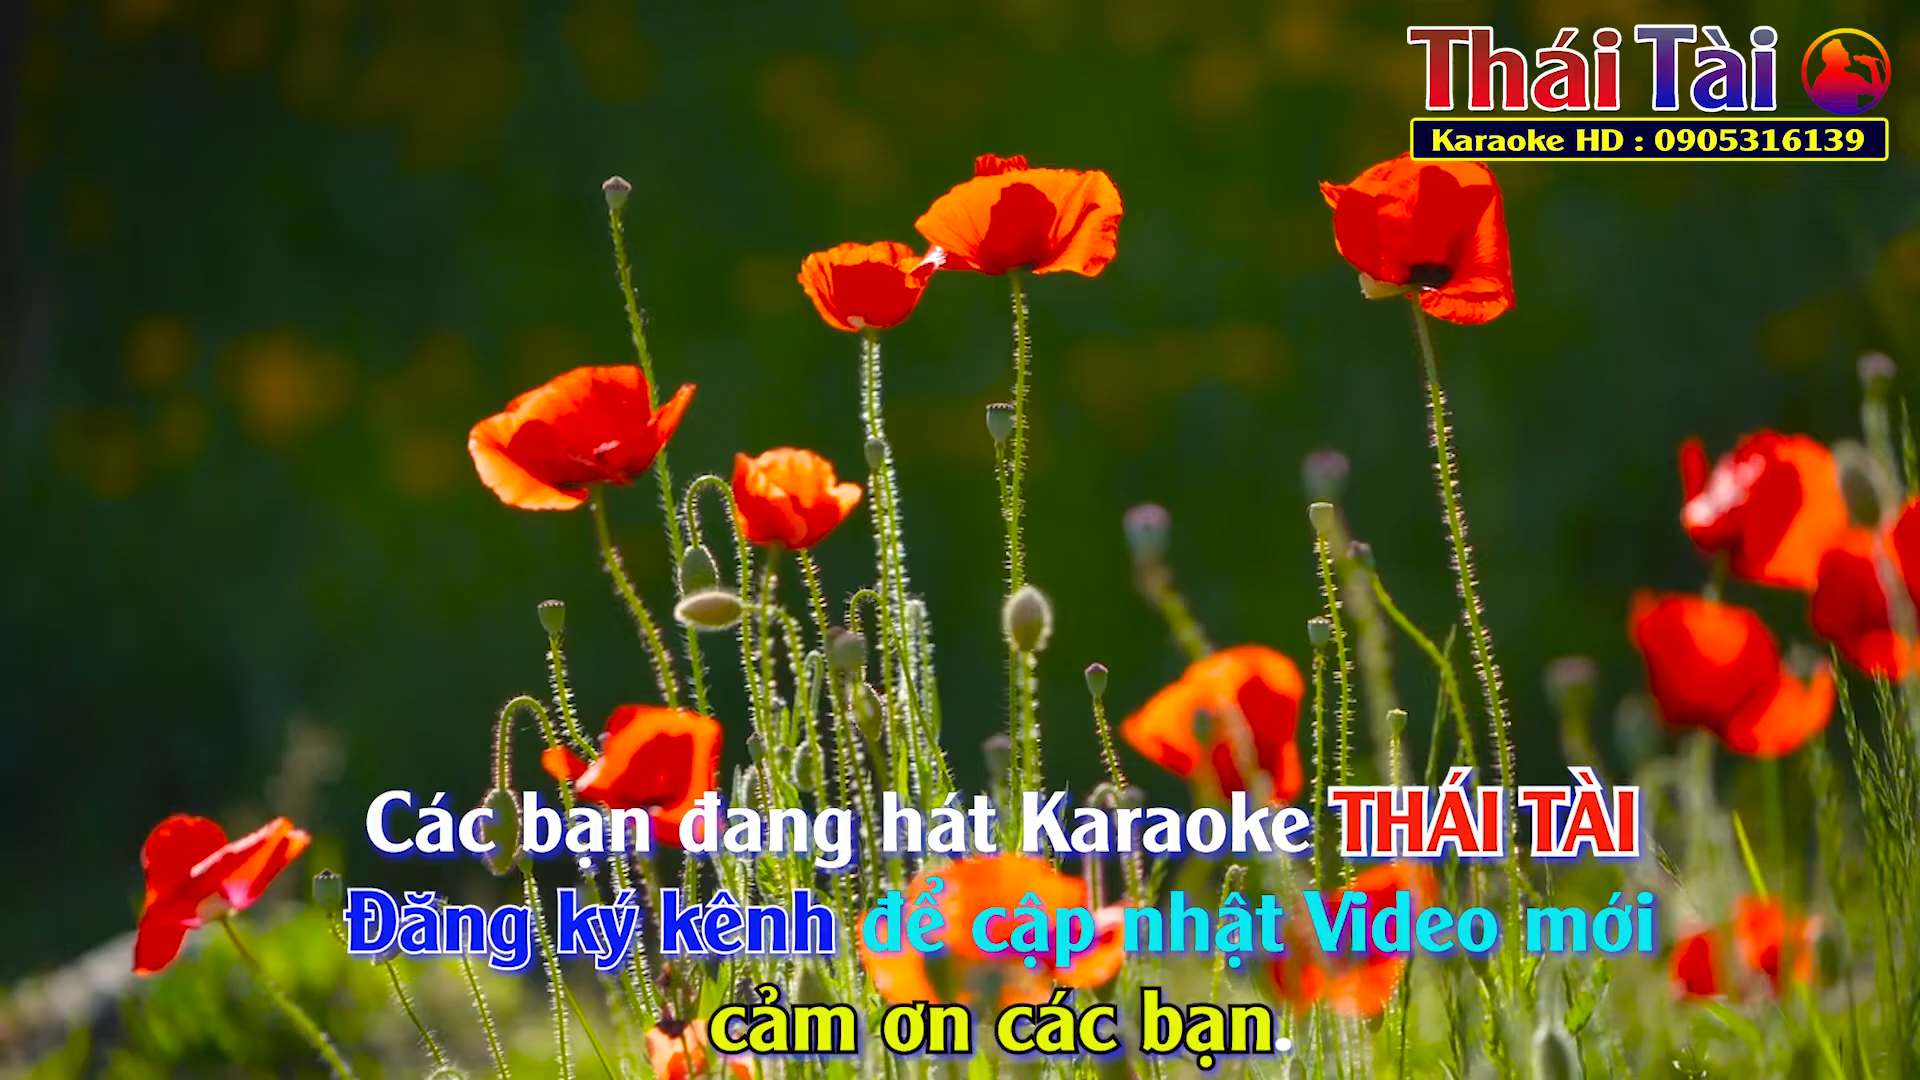 Thái Tài
Karaoke HD : 0905316139
Các bạn đang hát Karaoke THÁI TÀI
Đăng ký kênh để cập nhật Video mới
cảm ơn các bạn.